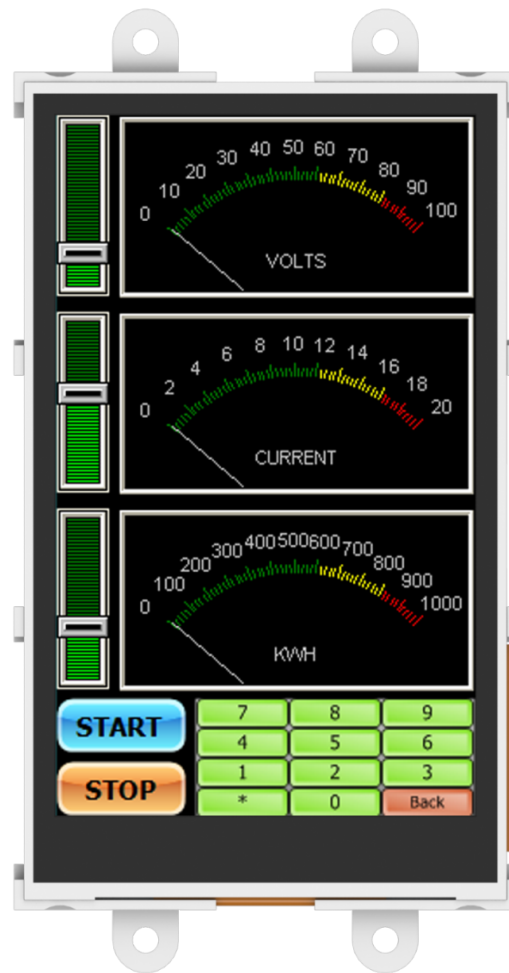 0 10 20 30 40 50 60 70 80 90 100
VOLTS
0 2 4 6 8 10 12 14 16 18 20
CURRENT
0 100 200 300 400 500 600 700 800 900 1000
KWH
START
7 8 9
4 5 6
STOP
1 2 3
* 0 Back